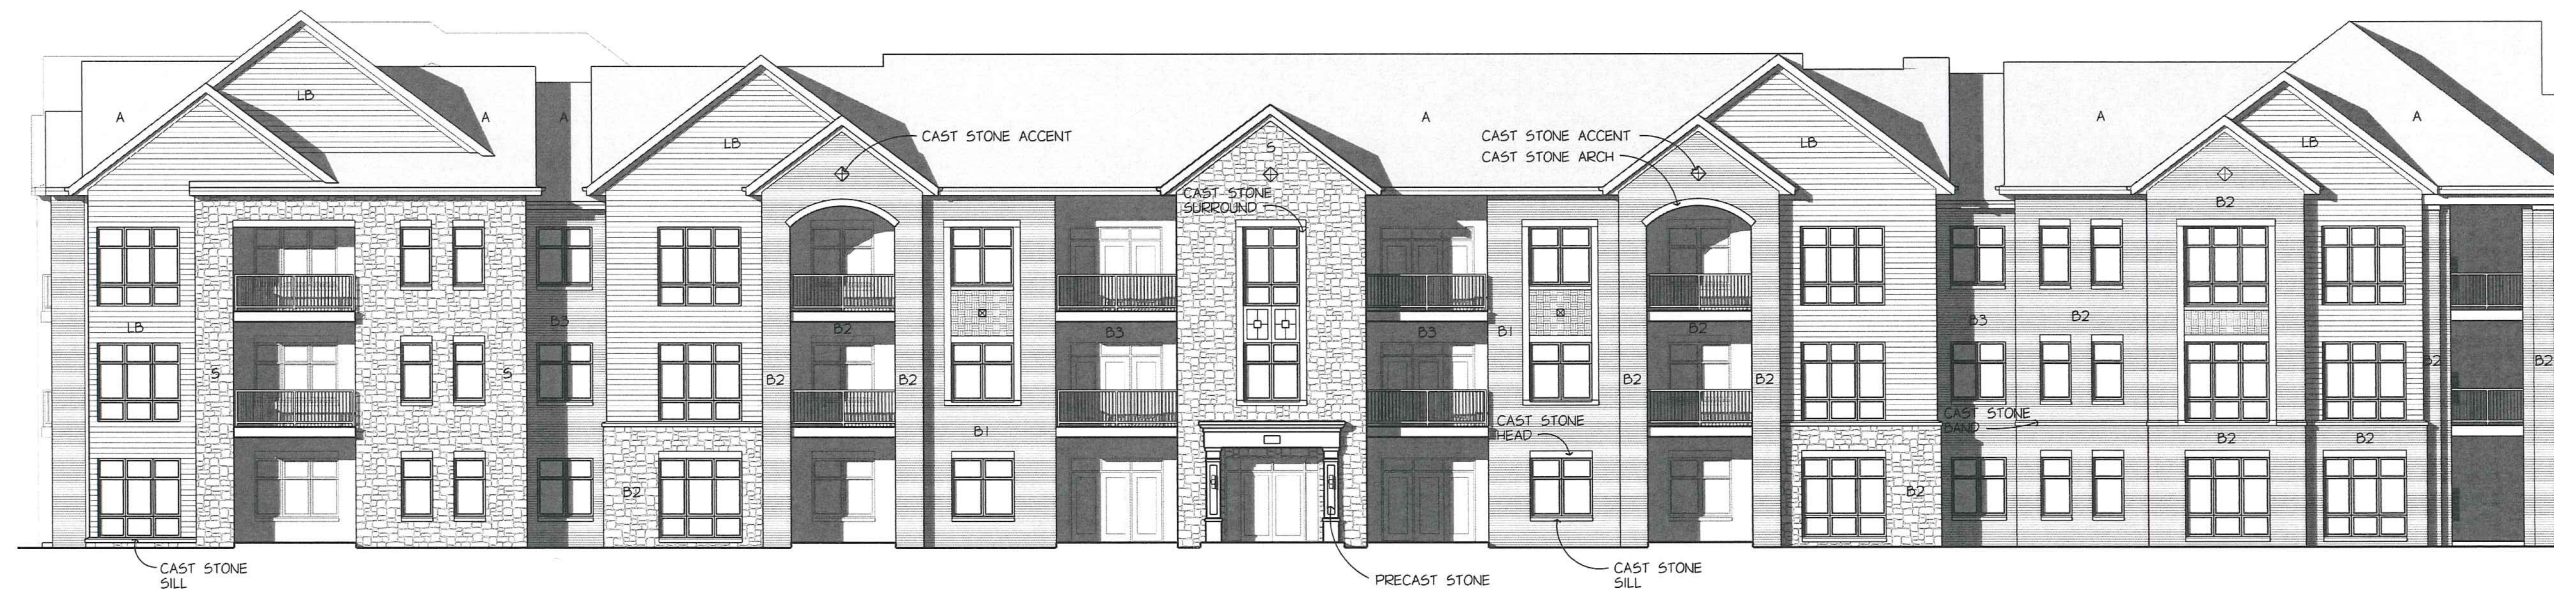 LB
A
A
A
LB
CAST STONE ACCENT
A
CAST STONE ACCENT
CAST STONE ARCH
LB
A
A
LB
S
CAST STONE
SURROUND
B2
LB
B3
B2
B3
B3
B1
B2
B3
B2
S
S
B2
B2
B2
B2
B2
B2
B1
CAST STONE
HEAD
CAST STONE
BAND
B2
B2
B2
B2
CAST STONE
SILL
PRECAST STONE
CAST STONE
SILL